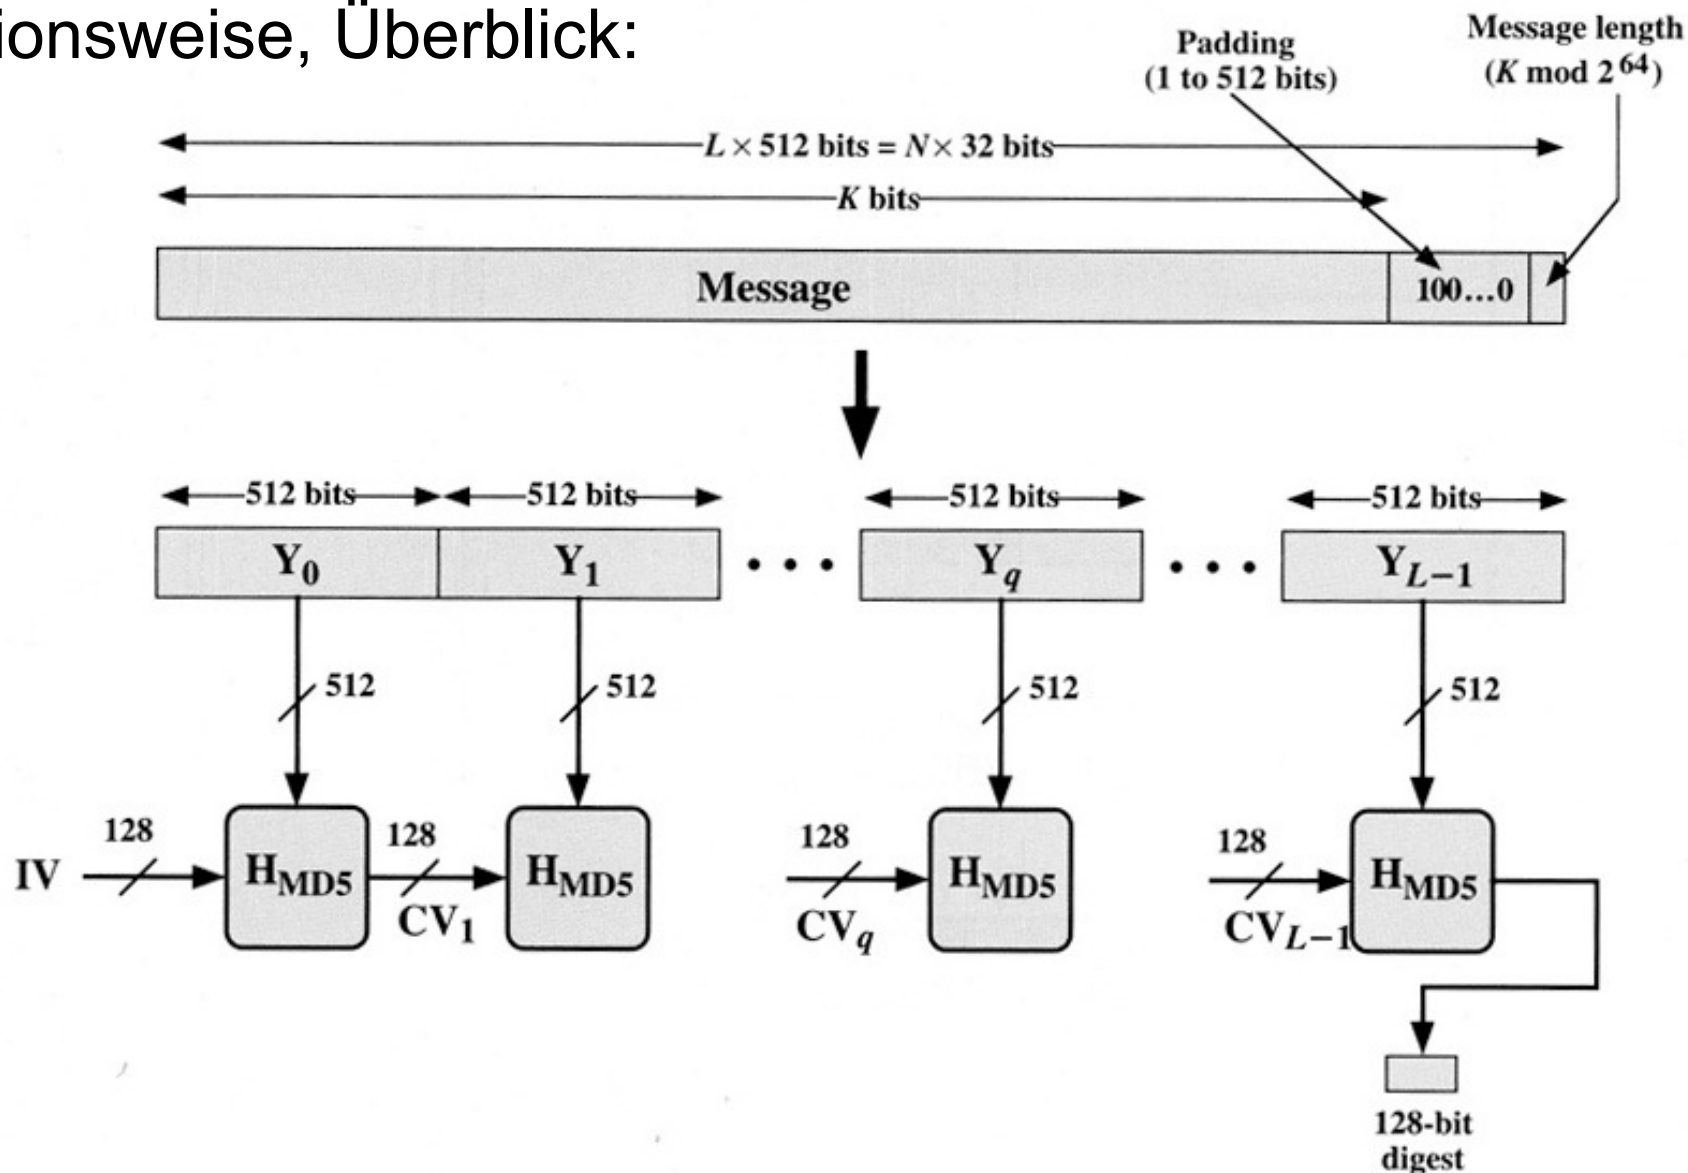 ionsweise, Überblick:
Padding
(1 to 512 bits)
Message length
(K mod 2^64)
L × 512 bits = N × 32 bits
K bits
Message
100...0
512 bits
512 bits
512 bits
512 bits
Y0
Y1
• • •
Yq
• • •
YL−1
512
512
512
512
IV
128
HMD5
128
CV1
HMD5
128
CVq
HMD5
128
CVL−1
HMD5
128-bit
digest